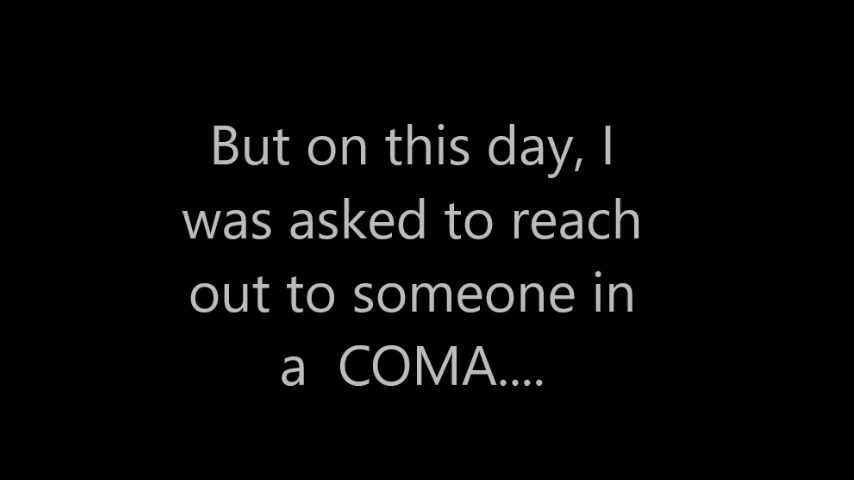 But on this day, I
was asked to reach
out to someone in
a  COMA....